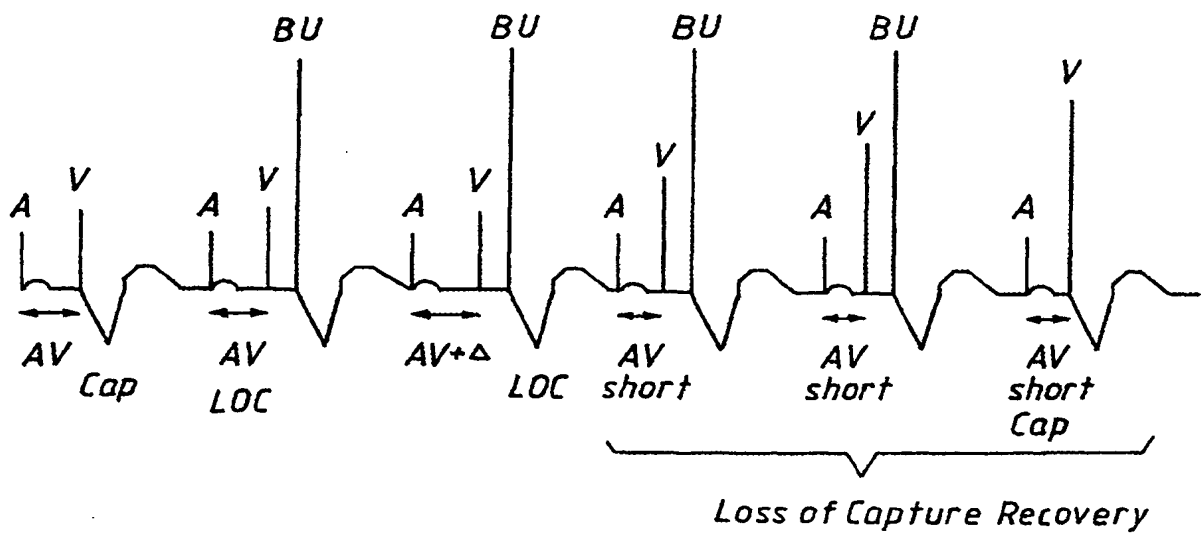 BU BU BU BU
V
V
V
A V A V A V A A A
AV AV AV+Δ AV AV AV
Cap LOC LOC short short short
Cap
Loss of Capture Recovery